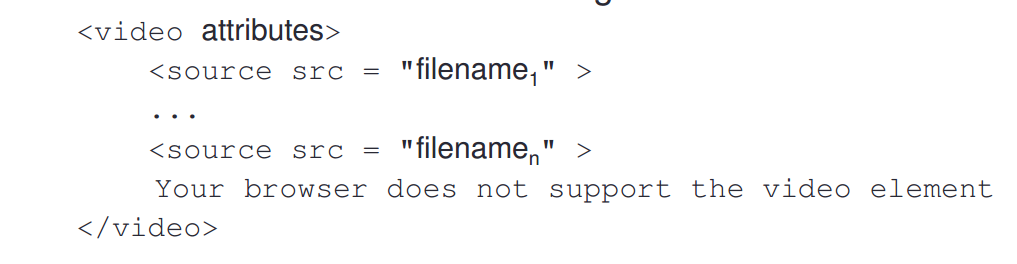 <video attributes>
<source src = "filename₁" >
...
<source src = "filenameₙ" >
Your browser does not support the video element
</video>